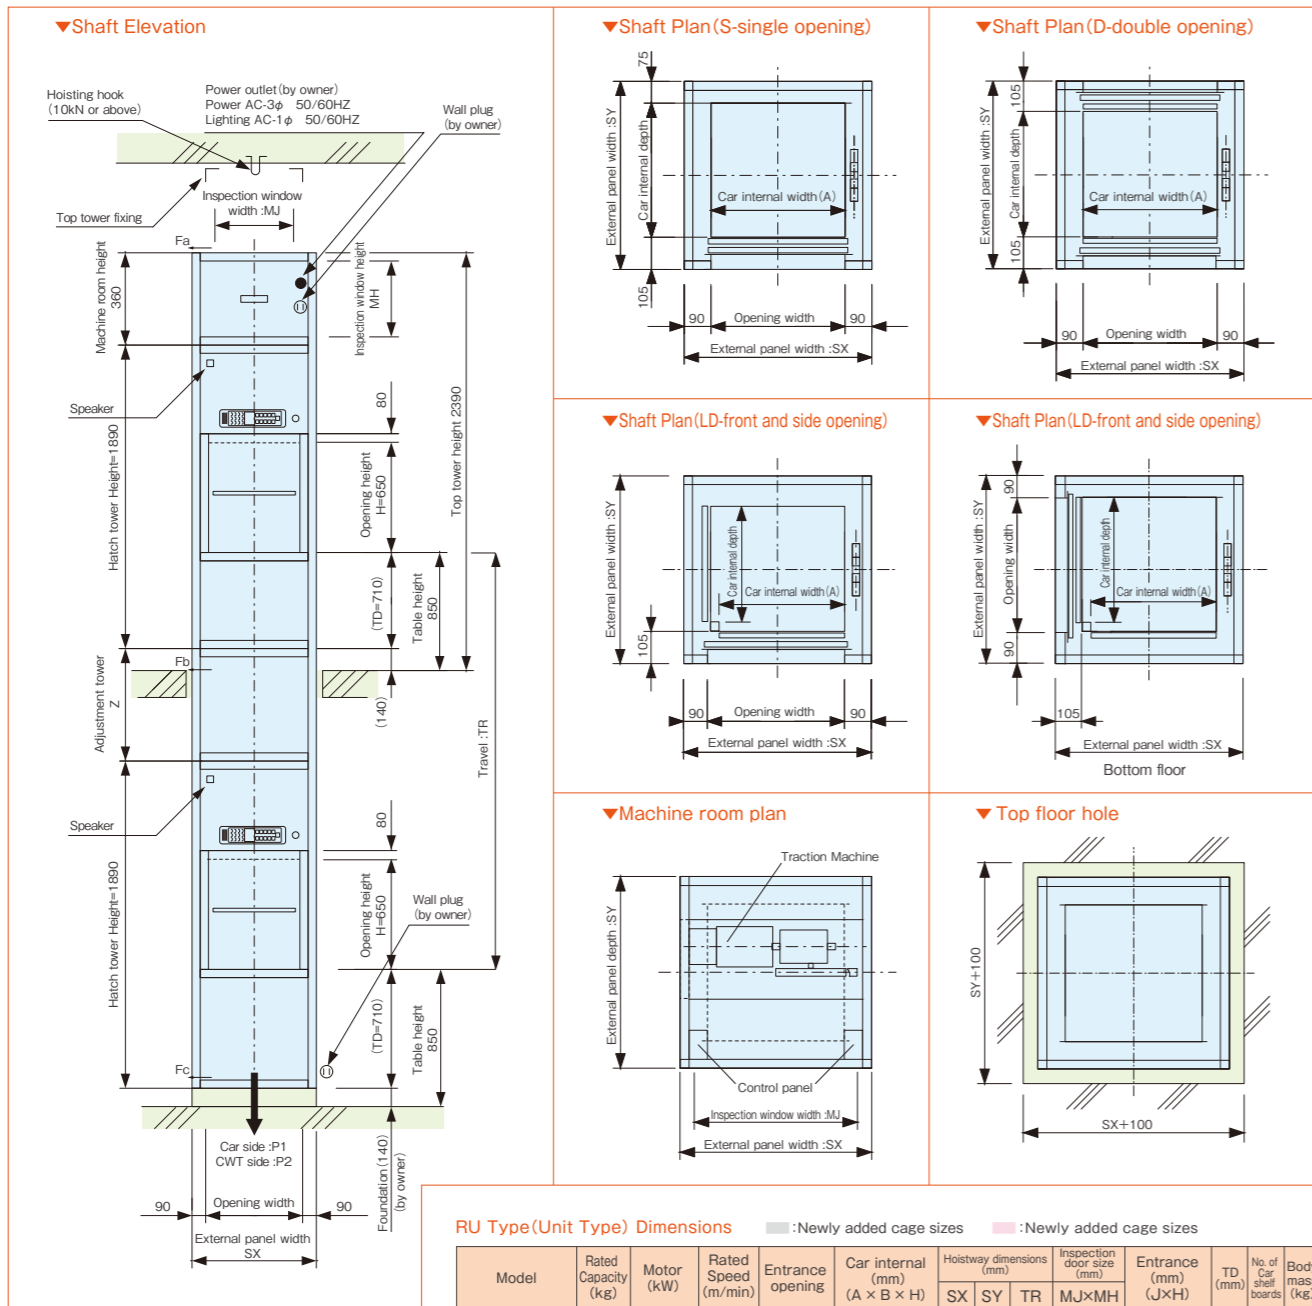 ▼Shaft Elevation
Hoisting hook
(10kN or above)
Power outlet(by owner)
Power AC-3φ 50/60HZ
Lighting AC-1φ 50/60HZ
Wall plug
(by owner)
Top tower fixing
Inspection window
width :MJ
Fa
Machine room height
360
Inspection window height
MH
Speaker
80
Hatch tower Height=1890
Opening height
H=650
Top tower height 2390
(TD=710)
Table height
850
Fb
Adjustment tower
Z
(140)
Travel :TR
Speaker
80
Hatch tower Height=1890
Opening height
H=650
Wall plug
(by owner)
(TD=710)
Table height
850
Fc
Car side :P1
CWT side :P2
Foundation(140)
(by owner)
90
Opening width
90
External panel width
SX
▼Shaft Plan(S-single opening)
75
External panel width :SY
Car internal depth
Car internal width(A)
105
90
Opening width
90
External panel width :SX
▼Shaft Plan(D-double opening)
105
External panel width :SY
Car internal depth
Car internal width(A)
105
90
Opening width
90
External panel width :SX
▼Shaft Plan(LD-front and side opening)
External panel width :SY
Car internal depth
Car internal width(A)
105
90
Opening width
90
External panel width :SX
▼Shaft Plan(LD-front and side opening)
90
External panel width :SY
Opening width
Car internal depth
Car internal width(A)
90
105
External panel width :SX
Bottom floor
▼Machine room plan
Traction Machine
External panel depth :SY
Control panel
Inspection window width :MJ
External panel width :SX
▼ Top floor hole
SY+100
SX+100
RU Type(Unit Type) Dimensions
:Newly added cage sizes
:Newly added cage sizes
Model
Rated
Capacity
(kg)
Motor
(kW)
Rated
Speed
(m/min)
Entrance
opening
Car internal
(mm)
(A × B × H)
Hoistway dimensions
(mm)
SX SY TR
Inspection
door size
(mm)
MJ×MH
Entrance
(mm)
(J×H)
TD
(mm)
No. of
Car
shelf
boards
Body
mass
(kg)